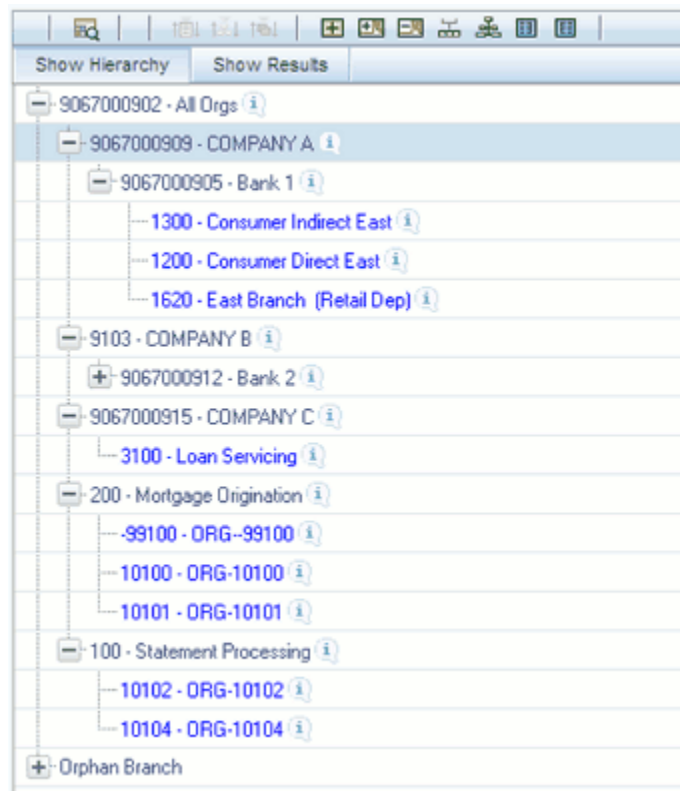 Show Hierarchy Show Results
9067000902 - All Orgs
9067000909 - COMPANY A
9067000905 - Bank 1
1300 - Consumer Indirect East
1200 - Consumer Direct East
1620 - East Branch (Retail Dep)
9103 - COMPANY B
9067000912 - Bank 2
9067000915 - COMPANY C
3100 - Loan Servicing
200 - Mortgage Origination
-99100 - ORG--99100
10100 - ORG-10100
10101 - ORG-10101
100 - Statement Processing
10102 - ORG-10102
10104 - ORG-10104
Orphan Branch